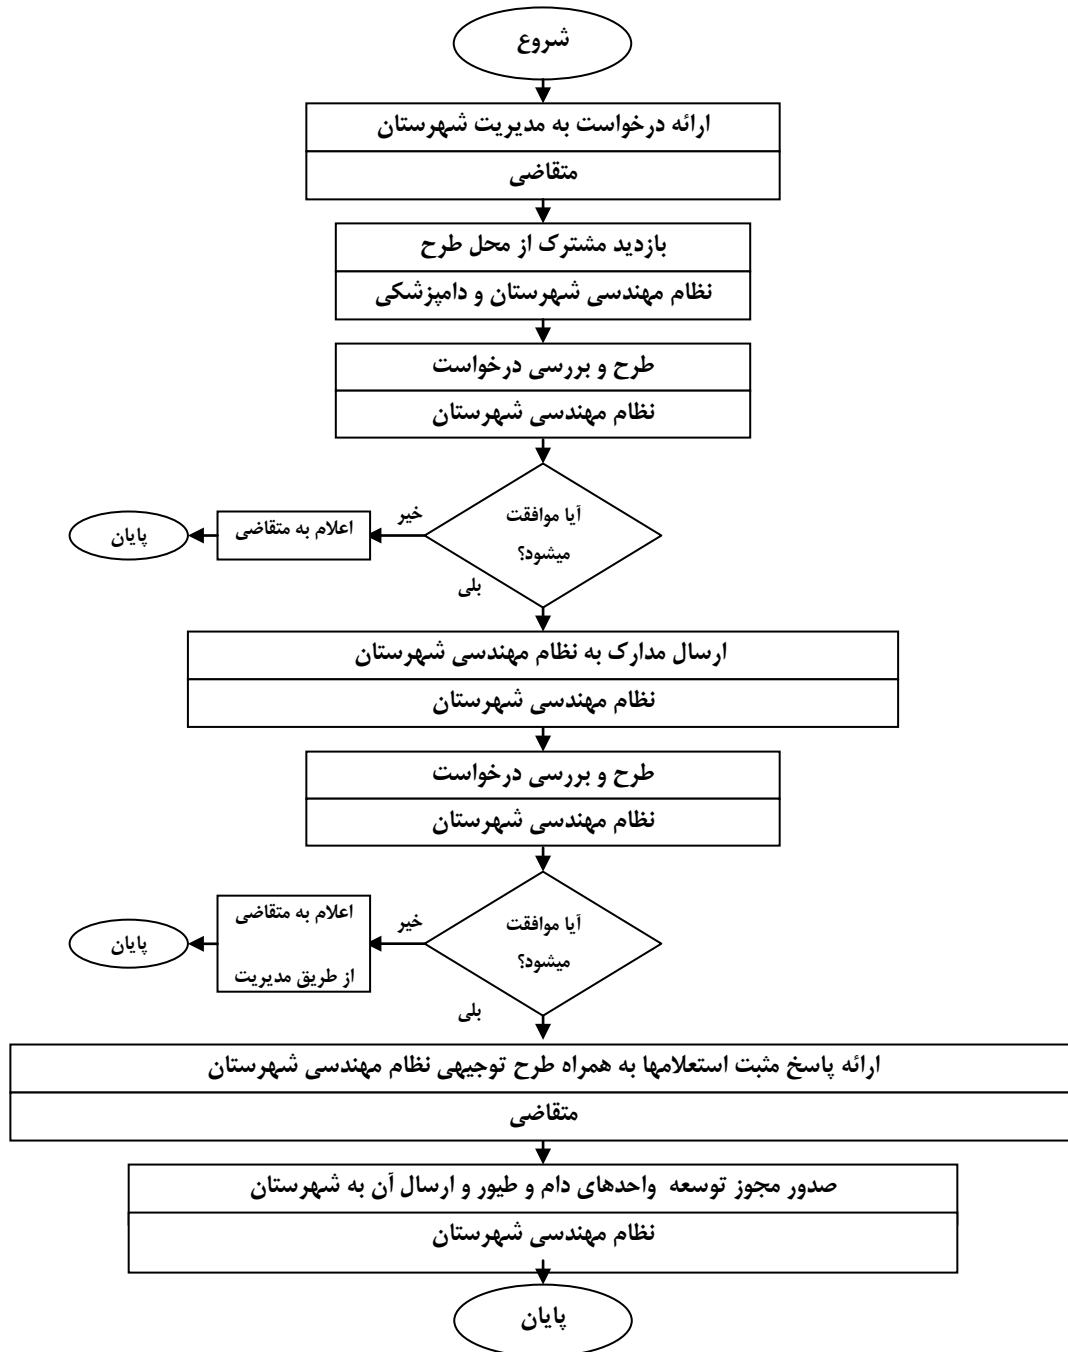 شروع
ارائه درخواست به مدیریت شهرستان
متقاضی
بازدید مشترک از محل طرح
نظام مهندسی شهرستان و دامپزشکی
طرح و بررسی درخواست
نظام مهندسی شهرستان
آیا موافقت
میشود؟
خیر
اعلام به متقاضی
پایان
بلی
ارسال مدارک به نظام مهندسی شهرستان
نظام مهندسی شهرستان
طرح و بررسی درخواست
نظام مهندسی شهرستان
آیا موافقت
میشود؟
خیر
اعلام به متقاضی
از طریق مدیریت
پایان
بلی
ارائه پاسخ مثبت استعلامها به همراه طرح توجیهی نظام مهندسی شهرستان
متقاضی
صدور مجوز توسعه واحدهای دام و طیور و ارسال آن به شهرستان
نظام مهندسی شهرستان
پایان